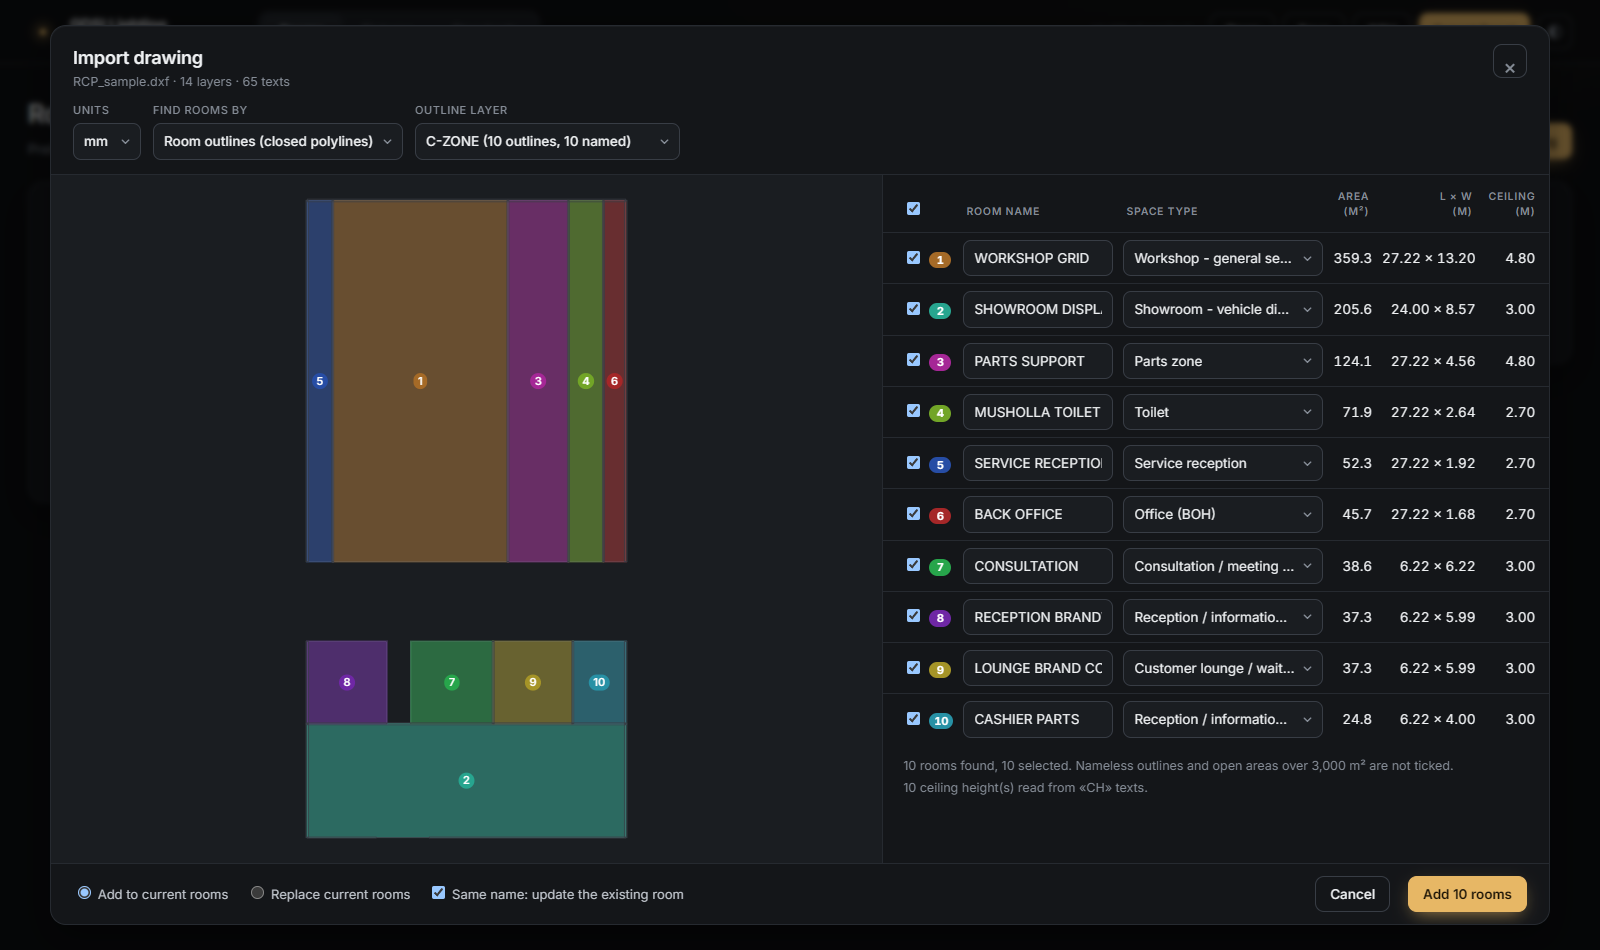 Import drawing
RCP_sample.dxf · 14 layers · 65 texts
UNITS FIND ROOMS BY OUTLINE LAYER
mm Room outlines (closed polylines) C-ZONE (10 outlines, 10 named)
ROOM NAME SPACE TYPE AREA (M²) L × W (M) CEILING (M)
1 WORKSHOP GRID Workshop - general se... 359.3 27.22 × 13.20 4.80
2 SHOWROOM DISPL Showroom - vehicle di... 205.6 24.00 × 8.57 3.00
3 PARTS SUPPORT Parts zone 124.1 27.22 × 4.56 4.80
4 MUSHOLLA TOILET Toilet 71.9 27.22 × 2.64 2.70
5 SERVICE RECEPTIO Service reception 52.3 27.22 × 1.92 2.70
6 BACK OFFICE Office (BOH) 45.7 27.22 × 1.68 2.70
7 CONSULTATION Consultation / meeting ... 38.6 6.22 × 6.22 3.00
8 RECEPTION BRAND Reception / informatio... 37.3 6.22 × 5.99 3.00
9 LOUNGE BRAND CO Customer lounge / wait... 37.3 6.22 × 5.99 3.00
10 CASHIER PARTS Reception / informatio... 24.8 6.22 × 4.00 3.00
10 rooms found, 10 selected. Nameless outlines and open areas over 3,000 m² are not ticked.
10 ceiling height(s) read from «CH» texts.
5 1 3 4 6
8 7 9 10
2
Add to current rooms Replace current rooms Same name: update the existing room
Cancel Add 10 rooms